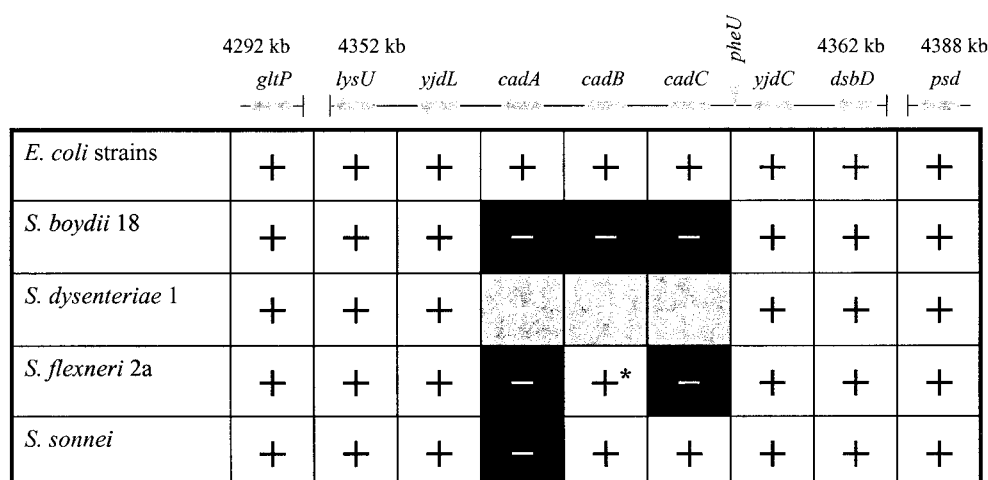 pheU
4292 kb 4352 kb 4362 kb 4388 kb
gltP lysU yjdL cadA cadB cadC yjdC dsbD psd
E. coli strains + + + + + + + + +
S. boydii 18 + + + − − − + + +
S. dysenteriae 1 + + + + + +
S. flexneri 2a + + + − +* − + + +
S. sonnei + + + − + + + + +